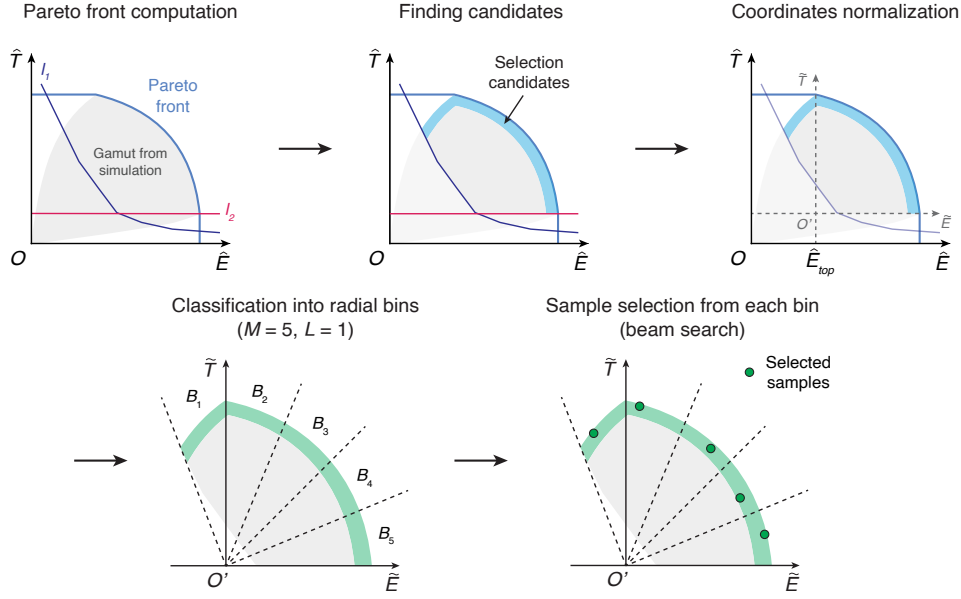 Pareto front computation
T̂
I₁
Pareto
front
Gamut from
simulation
I₂
O
Ê
Finding candidates
T̂
Selection
candidates
O
Ê
Coordinates normalization
T̂
T̃
Ẽ
O'
O
Ê_top
Ê
Classification into radial bins
(M = 5, L = 1)
T̃
B₁
B₂
B₃
B₄
B₅
O'
Ẽ
Sample selection from each bin
(beam search)
T̃
Selected
samples
O'
Ẽ